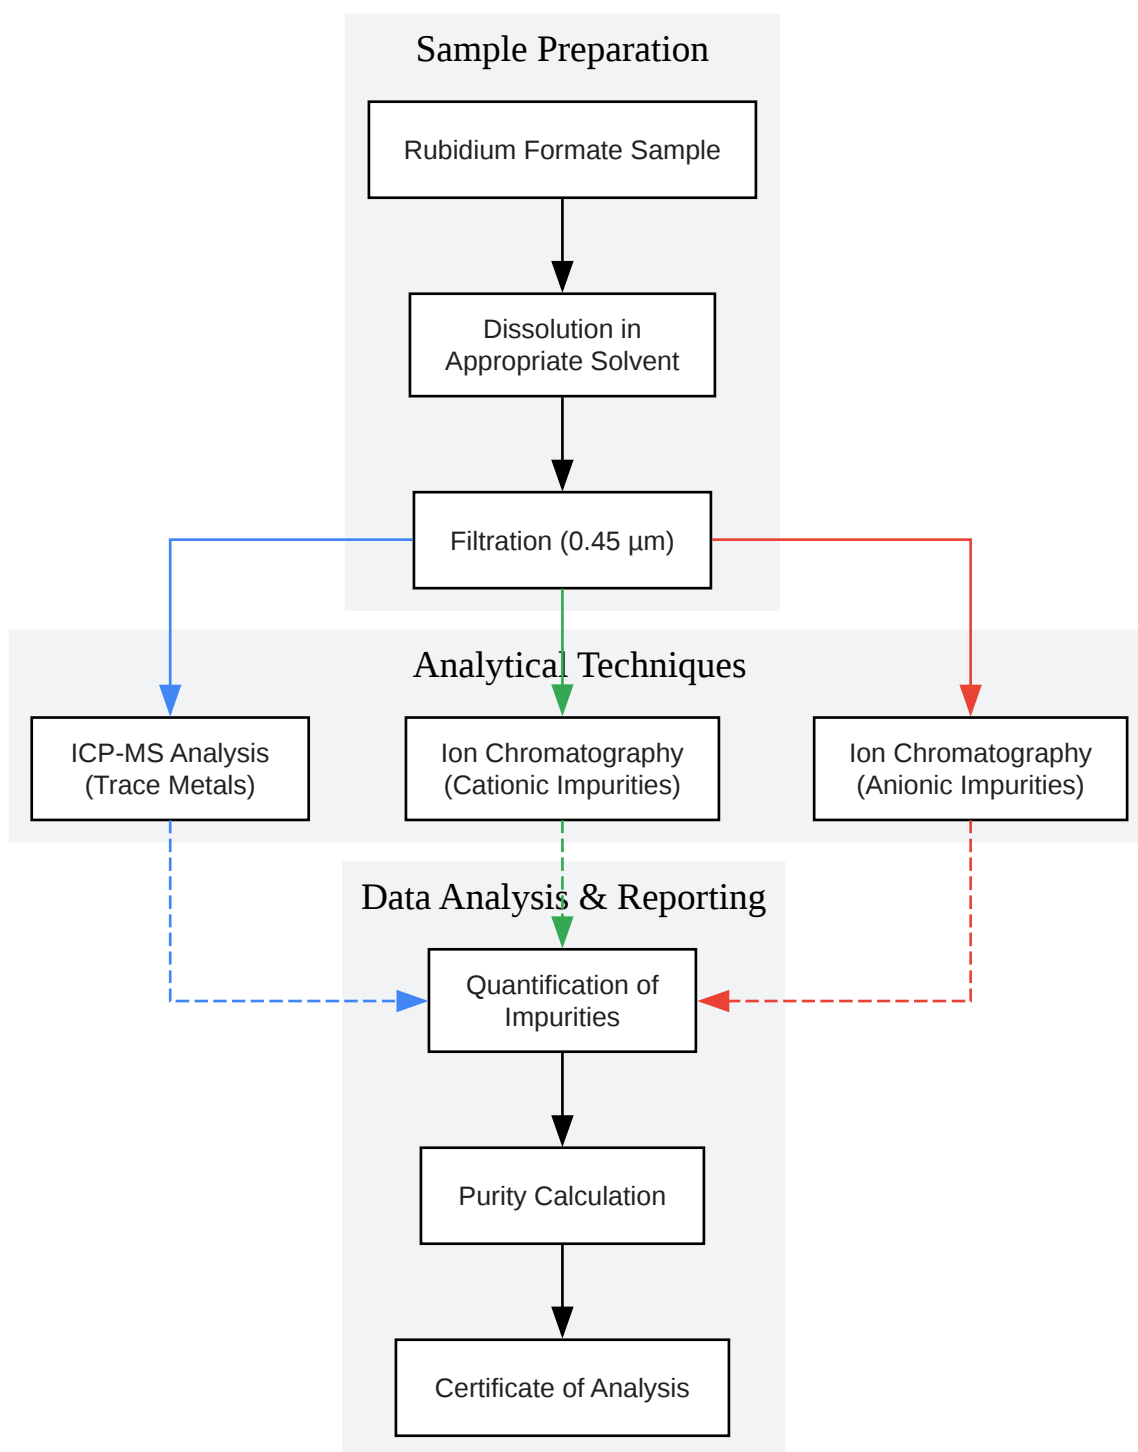 Sample Preparation
Rubidium Formate Sample
Dissolution in
Appropriate Solvent
Filtration (0.45 µm)
Analytical Techniques
ICP-MS Analysis
(Trace Metals)
Ion Chromatography
(Cationic Impurities)
Ion Chromatography
(Anionic Impurities)
Data Analysis & Reporting
Quantification of
Impurities
Purity Calculation
Certificate of Analysis